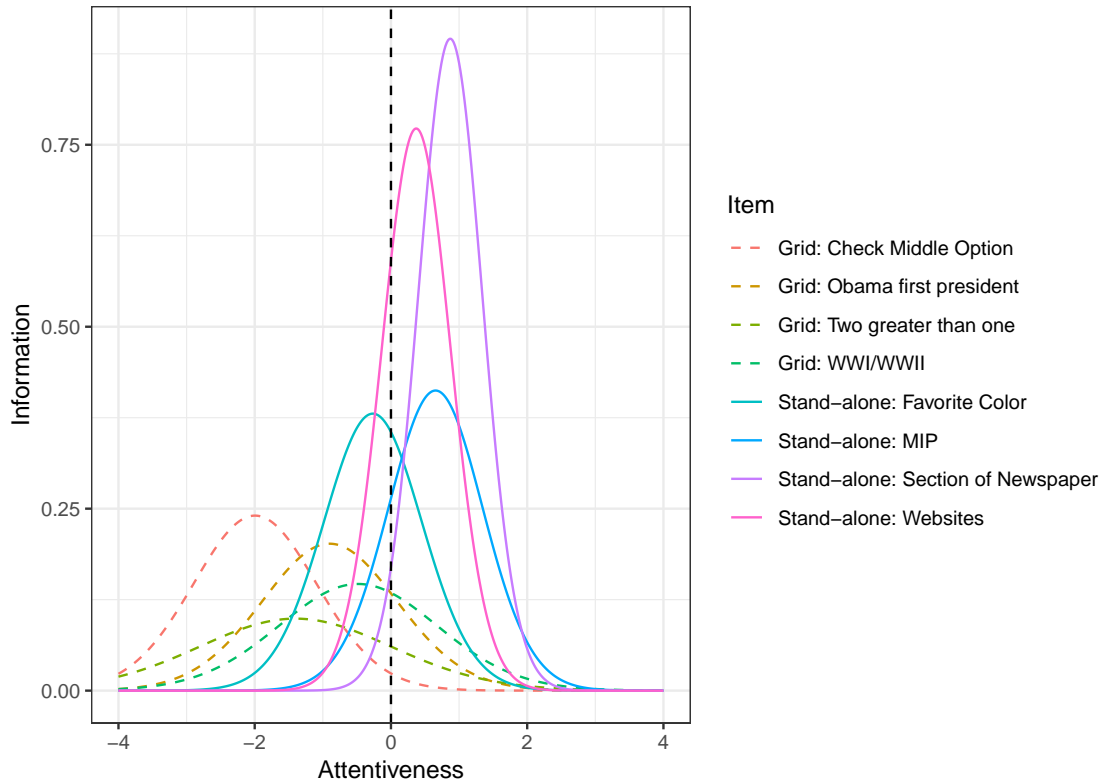 0.75
0.50
0.25
0.00
Information
−4
−2
0
2
4
Attentiveness
Item
Grid: Check Middle Option
Grid: Obama first president
Grid: Two greater than one
Grid: WWI/WWII
Stand−alone: Favorite Color
Stand−alone: MIP
Stand−alone: Section of Newspaper
Stand−alone: Websites